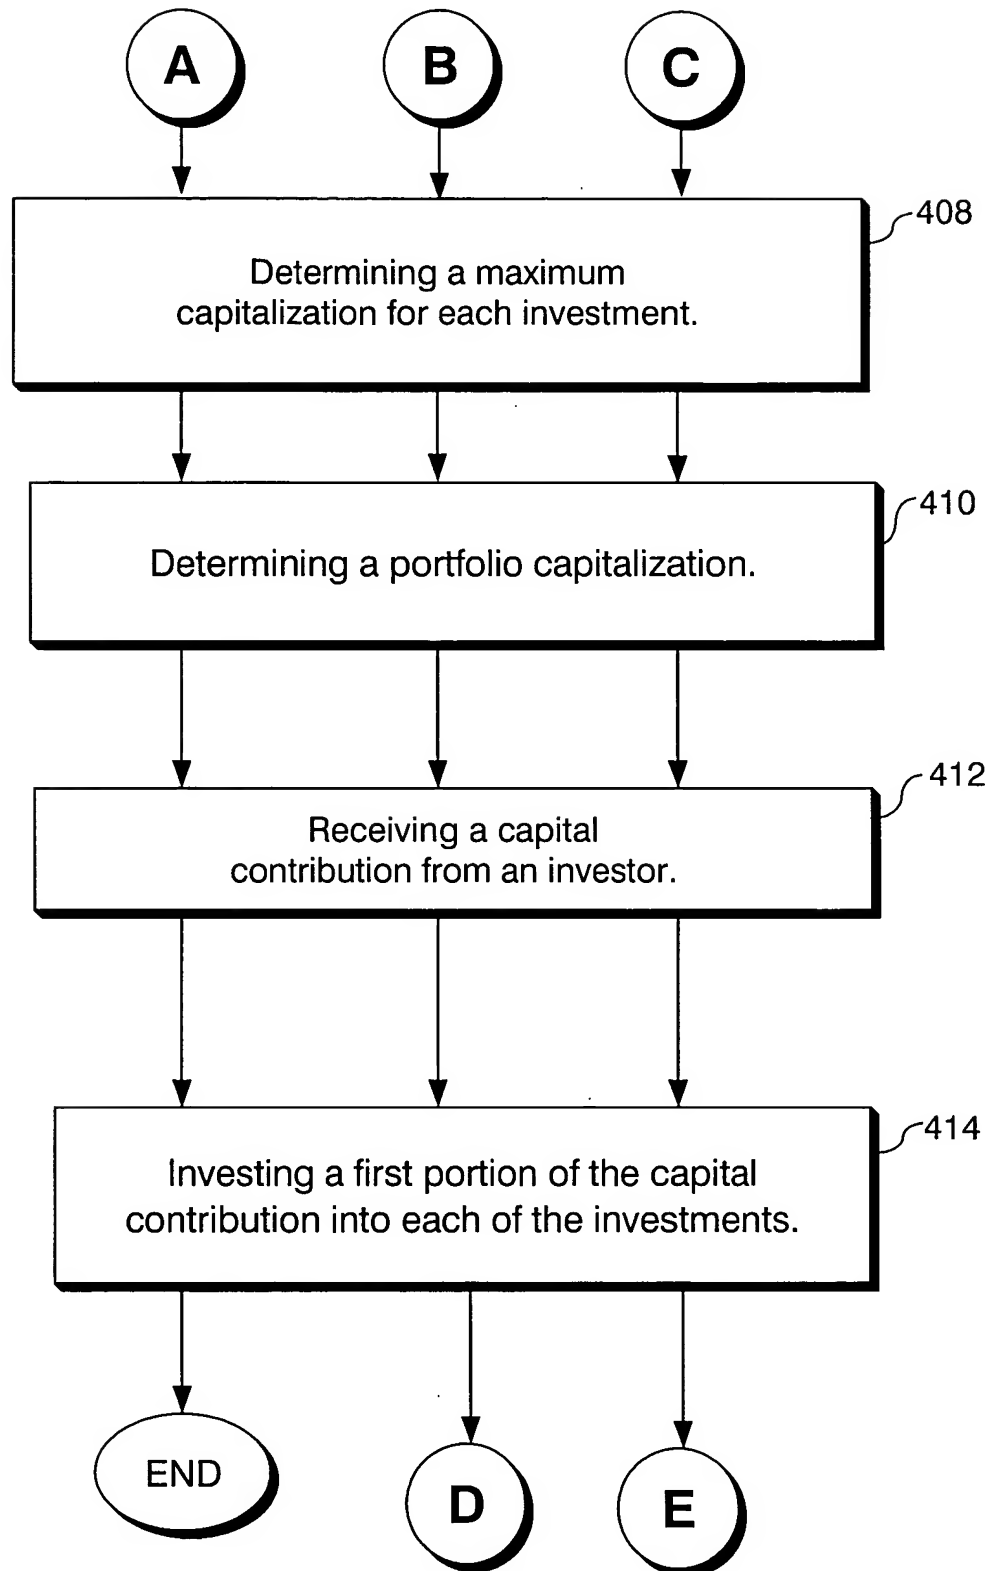 A
B
C
408
Determining a maximum
capitalization for each investment.
410
Determining a portfolio capitalization.
412
Receiving a capital
contribution from an investor.
414
Investing a first portion of the capital
contribution into each of the investments.
END
D
E